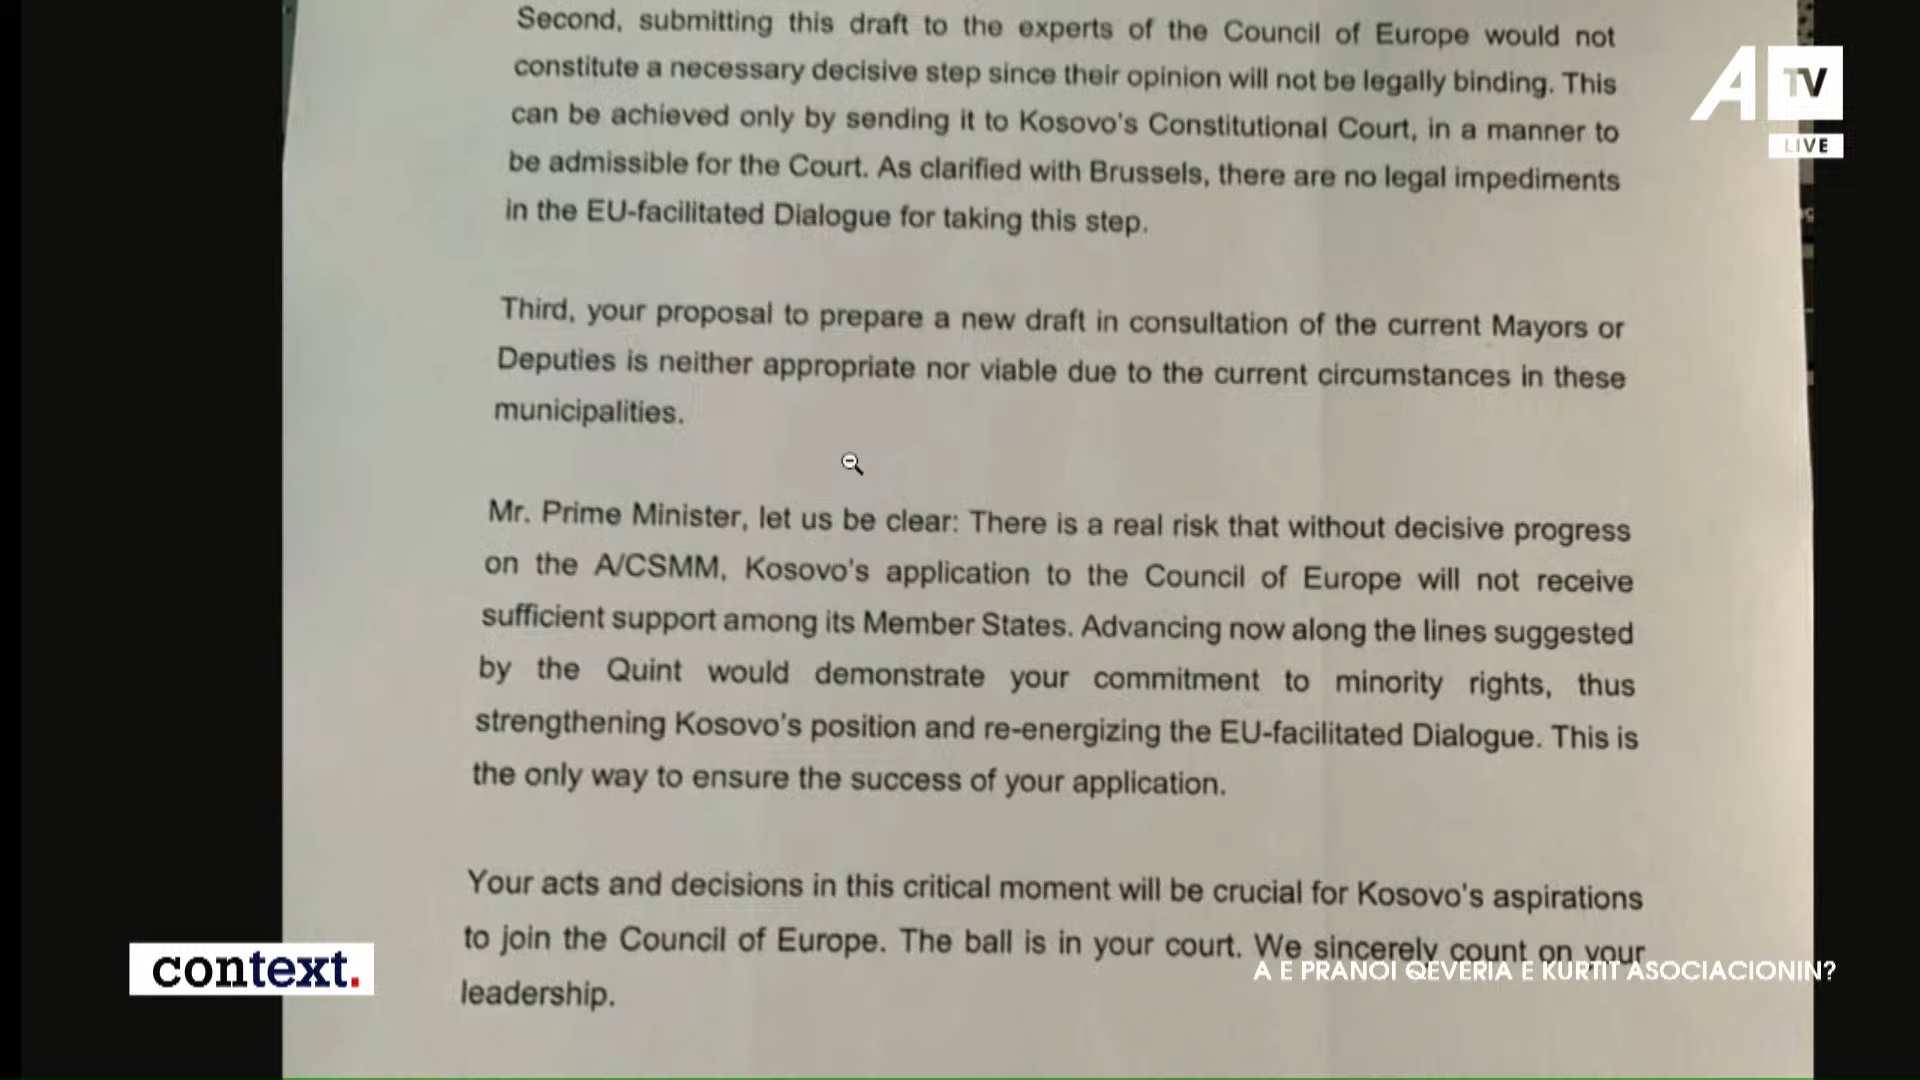 Second, submitting this draft to the experts of the Council of Europe would not
constitute a necessary decisive step since their opinion will not be legally binding. This
can be achieved only by sending it to Kosovo's Constitutional Court, in a manner to
be admissible for the Court. As clarified with Brussels, there are no legal impediments
in the EU-facilitated Dialogue for taking this step.
Third, your proposal to prepare a new draft in consultation of the current Mayors or
Deputies is neither appropriate nor viable due to the current circumstances in these
municipalities.
Mr. Prime Minister, let us be clear: There is a real risk that without decisive progress
on the A/CSMM, Kosovo's application to the Council of Europe will not receive
sufficient support among its Member States. Advancing now along the lines suggested
by the Quint would demonstrate your commitment to minority rights, thus
strengthening Kosovo's position and re-energizing the EU-facilitated Dialogue. This is
the only way to ensure the success of your application.
Your acts and decisions in this critical moment will be crucial for Kosovo's aspirations
to join the Council of Europe. The ball is in your court. We sincerely count on your
leadership.
A TV
LIVE
context.
A E PRANOI QEVERIA E KURTIT ASOCIACIONIN?